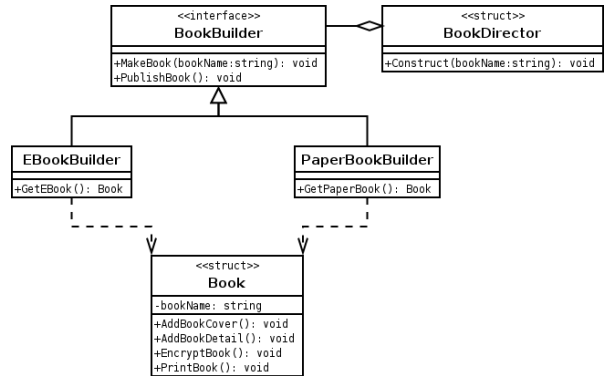 <<interface>>
BookBuilder
+MakeBook(bookName:string): void
+PublishBook(): void
<<struct>>
BookDirector
+Construct(bookName:string): void
EBookBuilder
+GetEBook(): Book
PaperBookBuilder
+GetPaperBook(): Book
<<struct>>
Book
-bookName: string
+AddBookCover(): void
+AddBookDetail(): void
+EncryptBook(): void
+PrintBook(): void